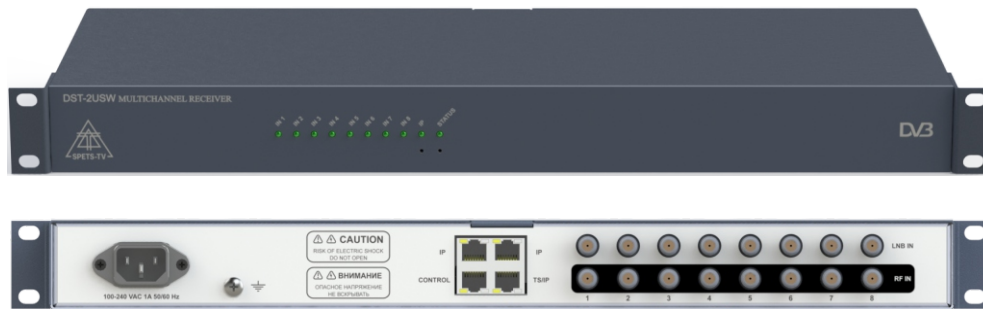 DST-2USW MULTICHANNEL RECEIVER
IN 1 IN 2 IN 3 IN 4 IN 5 IN 6 IN 7 IN 8 IP STATUS
SPETS-TV
DVB
CAUTION
RISK OF ELECTRIC SHOCK
DO NOT OPEN
ВНИМАНИЕ
ОПАСНОЕ НАПРЯЖЕНИЕ
НЕ ВСКРЫВАТЬ
100-240 VAC 1A 50/60 Hz
IP IP
CONTROL TS/IP
LNB IN
RF IN
1 2 3 4 5 6 7 8